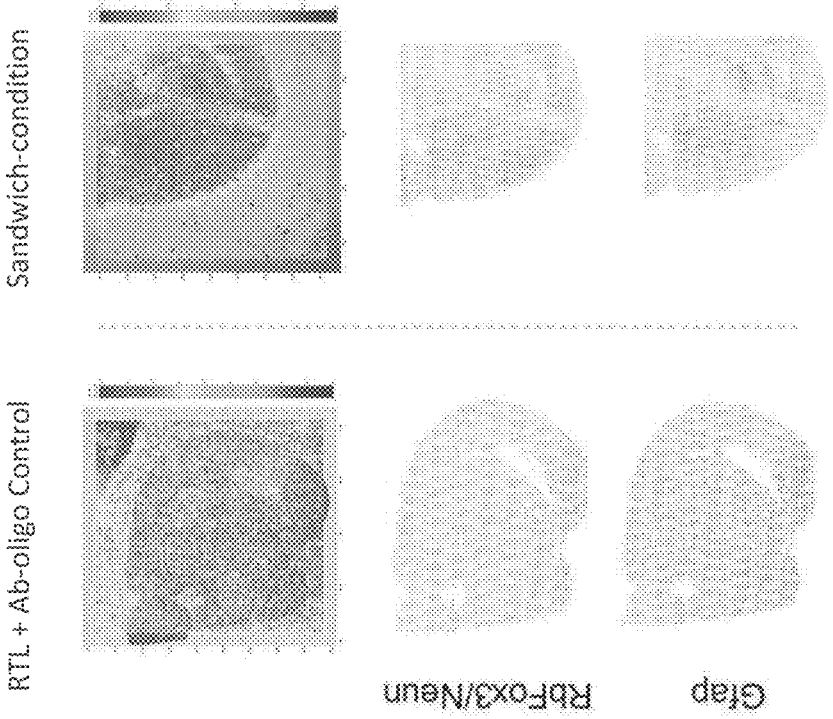 Sandwich-condition
RTL + Ab-oligo Control
RbFox3/Neun
Gfap